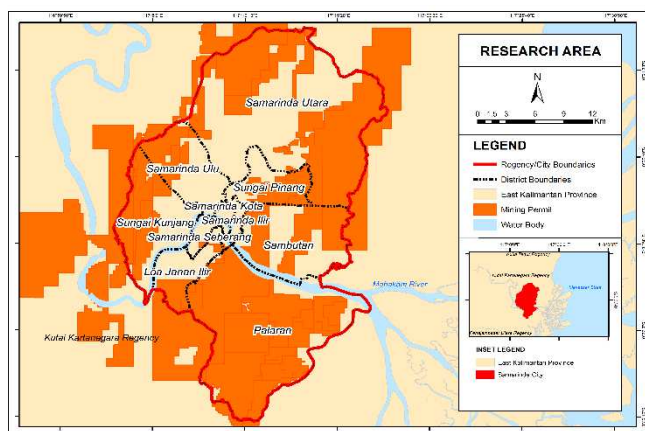 RESEARCH AREA
N
0 1.5 3 6 9 12
Km
LEGEND
Regency/City Boundaries
District Boundaries
East Kalimantan Province
Mining Permit
Water Body
Samarinda Utara
Samarinda Ulu
Sungai Pinang
Samarinda Kota
Sungai Kunjang
Samarinda Ilir
Samarinda Seberang
Sambutan
Loa Janan Ilir
Mahakam River
Palaran
Kutai Kartanegara Regency
INSET LEGEND
East Kalimantan Province
Samarinda City